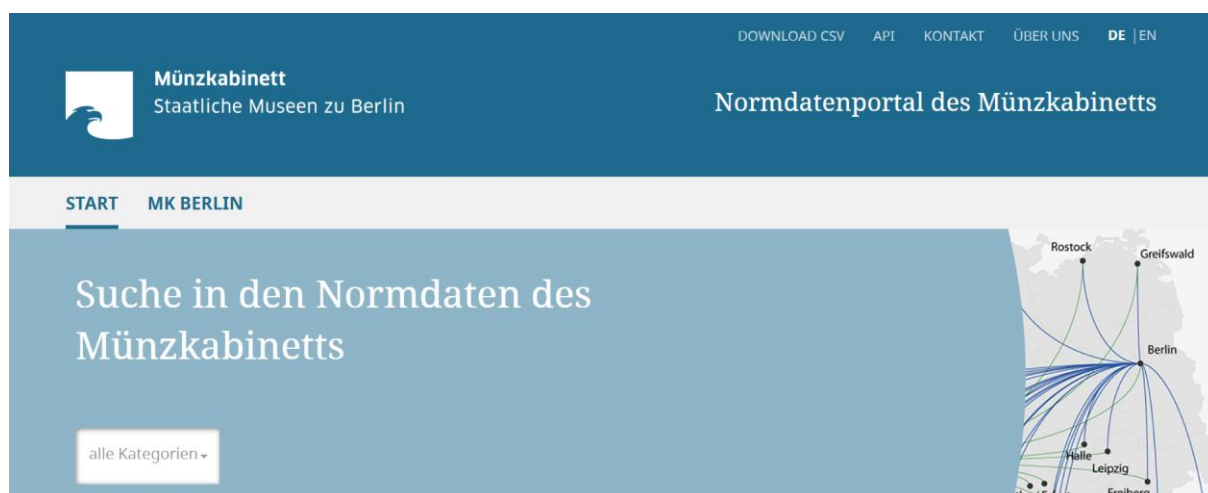 DOWNLOAD CSV API KONTAKT ÜBER UNS DE | EN
Münzkabinett
Staatliche Museen zu Berlin
Normdatenportal des Münzkabinetts
START MK BERLIN
Rostock
Greifswald
Suche in den Normdaten des
Münzkabinetts
Berlin
alle Kategorien
Halle
Leipzig
Freiberg